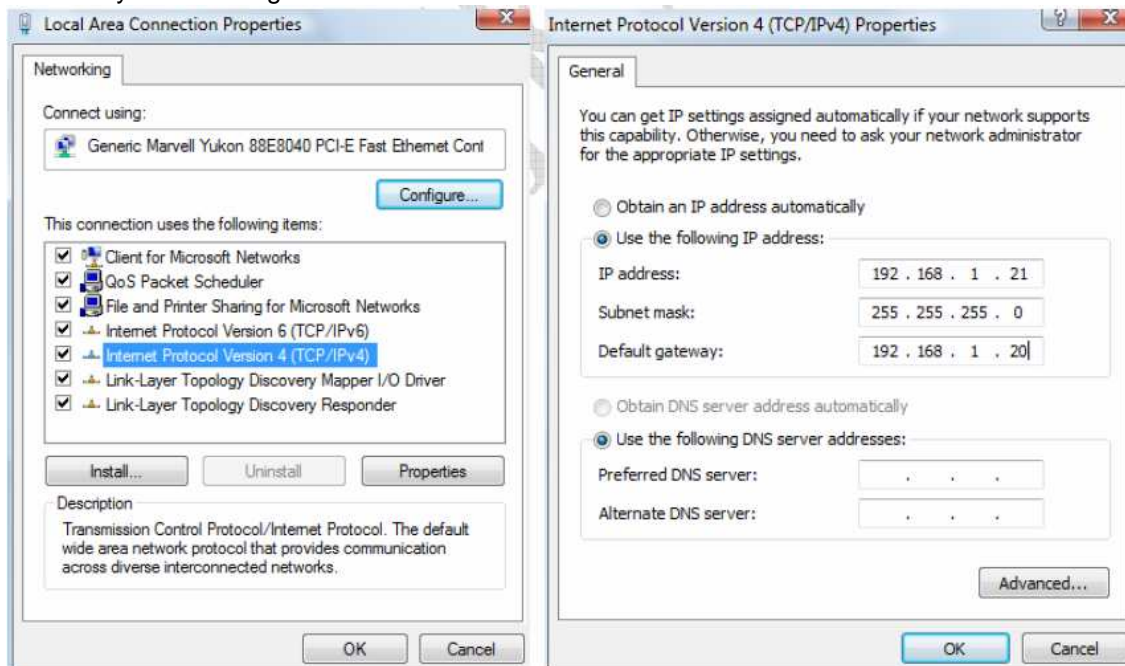 Local Area Connection Properties
Networking
Connect using:
Generic Marvell Yukon 88E8040 PCI-E Fast Ethernet Cont
Configure...
This connection uses the following items:
Client for Microsoft Networks
QoS Packet Scheduler
File and Printer Sharing for Microsoft Networks
Internet Protocol Version 6 (TCP/IPv6)
Internet Protocol Version 4 (TCP/IPv4)
Link-Layer Topology Discovery Mapper I/O Driver
Link-Layer Topology Discovery Responder
Install...
Uninstall
Properties
Description
Transmission Control Protocol/Internet Protocol. The default
wide area network protocol that provides communication
across diverse interconnected networks.
OK
Cancel
Internet Protocol Version 4 (TCP/IPv4) Properties
General
You can get IP settings assigned automatically if your network supports
this capability. Otherwise, you need to ask your network administrator
for the appropriate IP settings.
Obtain an IP address automatically
Use the following IP address:
IP address: 192 . 168 . 1 . 21
Subnet mask: 255 . 255 . 255 . 0
Default gateway: 192 . 168 . 1 . 20
Obtain DNS server address automatically
Use the following DNS server addresses:
Preferred DNS server: . . .
Alternate DNS server: . . .
Advanced...
OK
Cancel